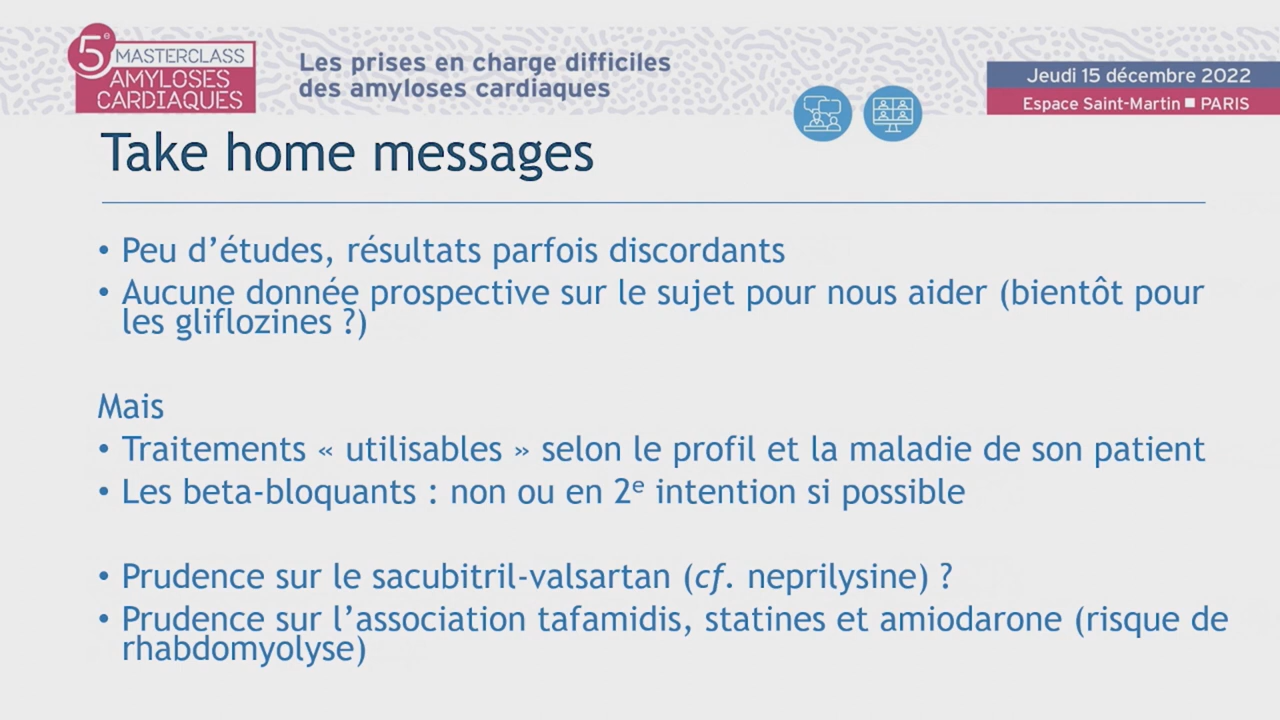 5e
MASTERCLASS
AMYLOSES
CARDIAQUES
Les prises en charge difficiles
des amyloses cardiaques
Jeudi 15 décembre 2022
Espace Saint-Martin ■ PARIS
Take home messages
• Peu d’études, résultats parfois discordants
• Aucune donnée prospective sur le sujet pour nous aider (bientôt pour
les gliflozines ?)
Mais
• Traitements « utilisables » selon le profil et la maladie de son patient
• Les beta-bloquants : non ou en 2e intention si possible
• Prudence sur le sacubitril-valsartan (cf. neprilysine) ?
• Prudence sur l’association tafamidis, statines et amiodarone (risque de
rhabdomyolyse)